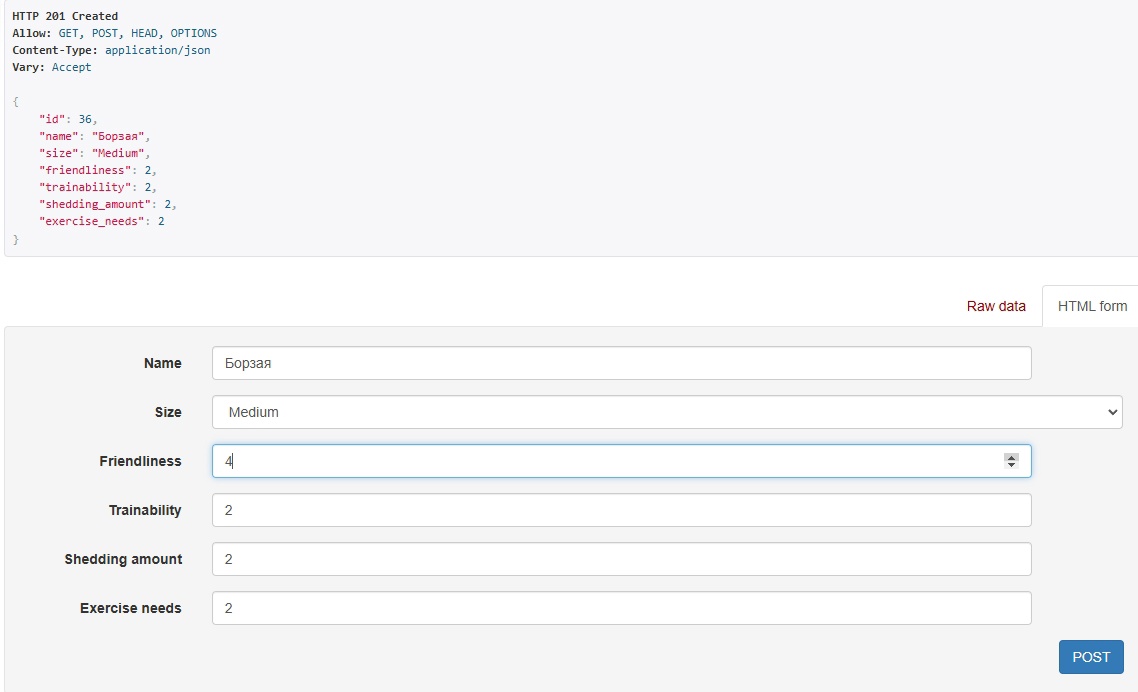 HTTP 201 Created
Allow: GET, POST, HEAD, OPTIONS
Content-Type: application/json
Vary: Accept
{
"id": 36,
"name": "Борзая",
"size": "Medium",
"friendliness": 2,
"trainability": 2,
"shedding_amount": 2,
"exercise_needs": 2
}
Raw data HTML form
Name Борзая
Size Medium
Friendliness 4
Trainability 2
Shedding amount 2
Exercise needs 2
POST